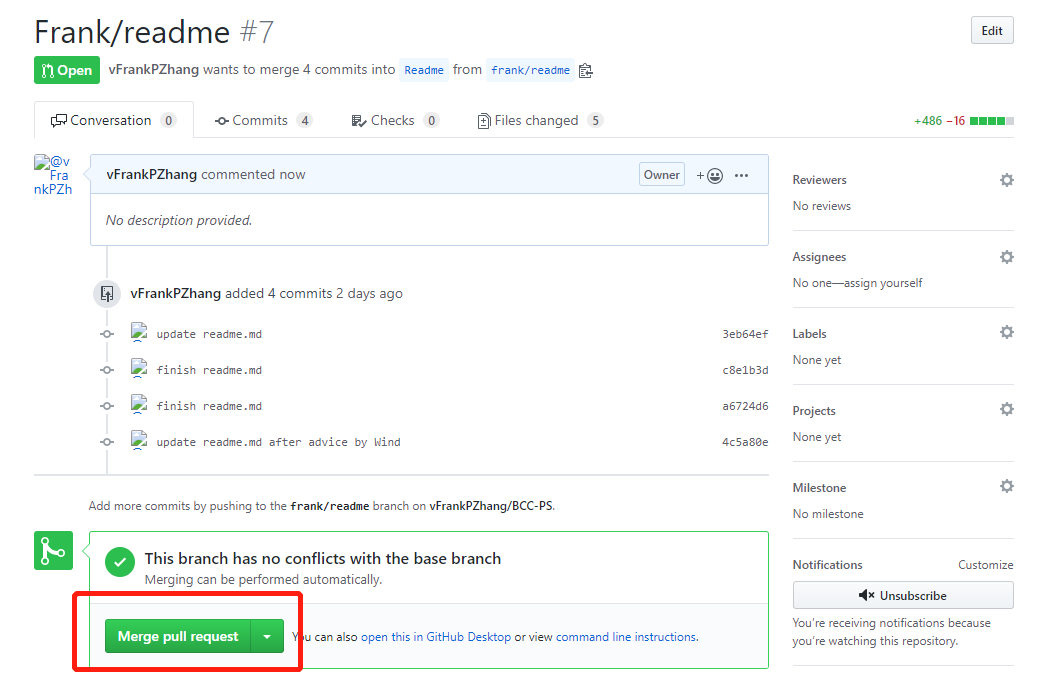 Frank/readme #7
Edit
Open
vFrankPZhang wants to merge 4 commits into Readme from frank/readme
Conversation 0
Commits 4
Checks 0
Files changed 5
+486 −16
@vFrankPZh
vFrankPZhang commented now
Owner
No description provided.
vFrankPZhang added 4 commits 2 days ago
update readme.md 3eb64ef
finish readme.md c8e1b3d
finish readme.md a6724d6
update readme.md after advice by Wind 4c5a80e
Add more commits by pushing to the frank/readme branch on vFrankPZhang/BCC-PS.
This branch has no conflicts with the base branch
Merging can be performed automatically.
Merge pull request
You can also open this in GitHub Desktop or view command line instructions.
Reviewers
No reviews
Assignees
No one—assign yourself
Labels
None yet
Projects
None yet
Milestone
No milestone
Notifications Customize
Unsubscribe
You're receiving notifications because
you're watching this repository.